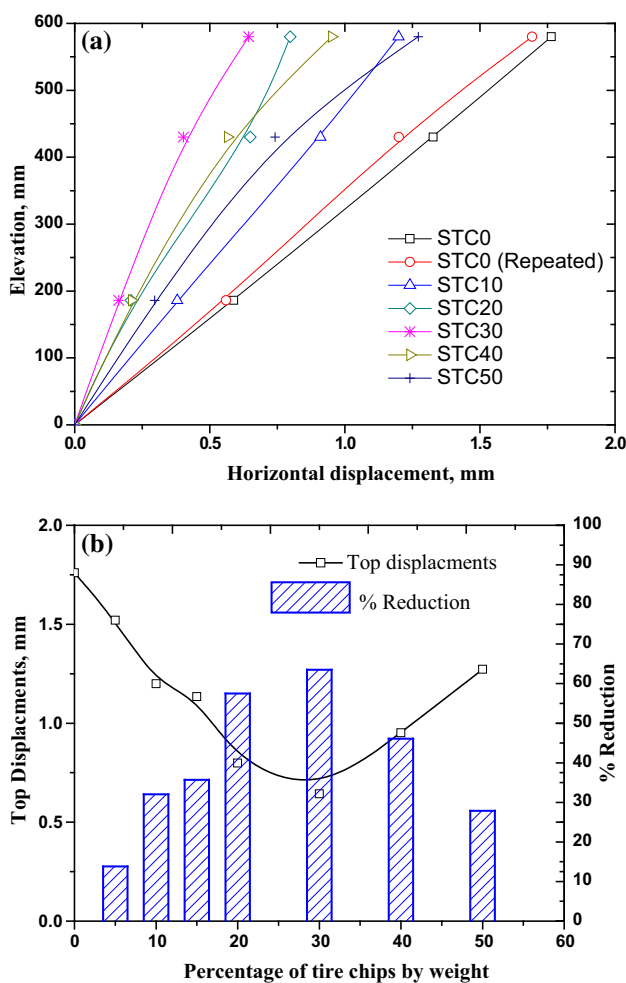 (a)
600
500
400
300
200
100
0
Elevation, mm
STC0
STC0 (Repeated)
STC10
STC20
STC30
STC40
STC50
0.0 0.5 1.0 1.5 2.0
Horizontal displacement, mm
(b)
2.0
1.5
1.0
0.5
0.0
Top Displacments, mm
Top displacments
% Reduction
100
90
80
70
60
50
40
30
20
10
0
% Reduction
0 10 20 30 40 50 60
Percentage of tire chips by weight